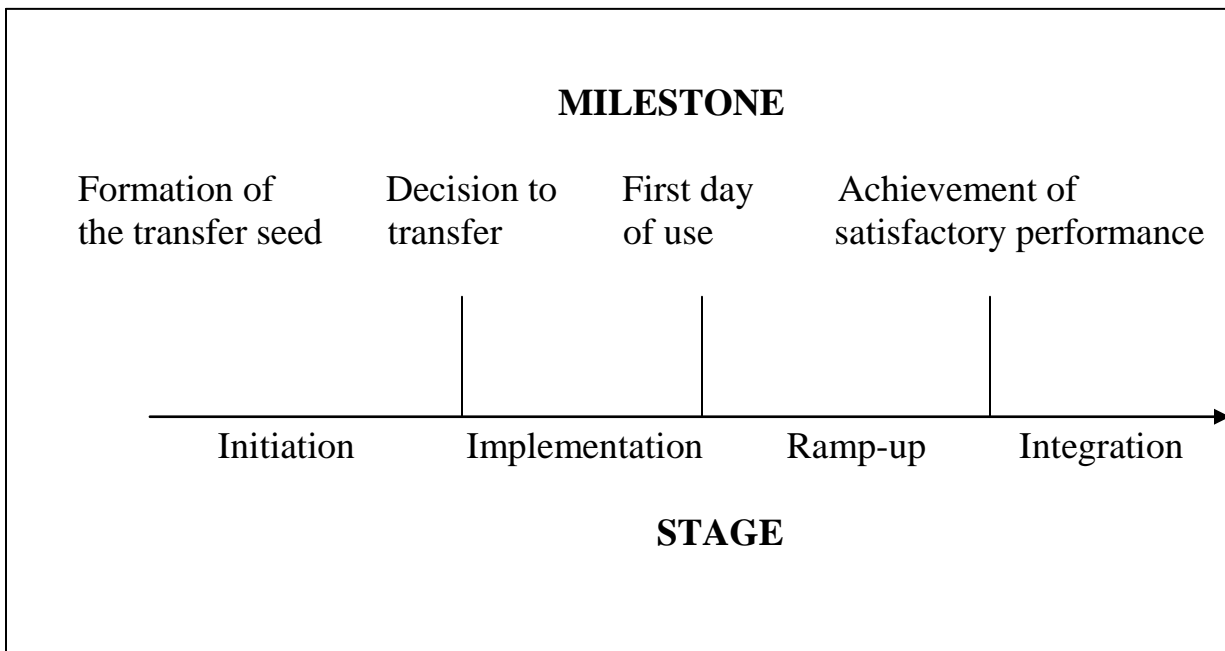 MILESTONE
Formation of
the transfer seed
Decision to
transfer
First day
of use
Achievement of
satisfactory performance
Initiation
Implementation
Ramp-up
Integration
STAGE